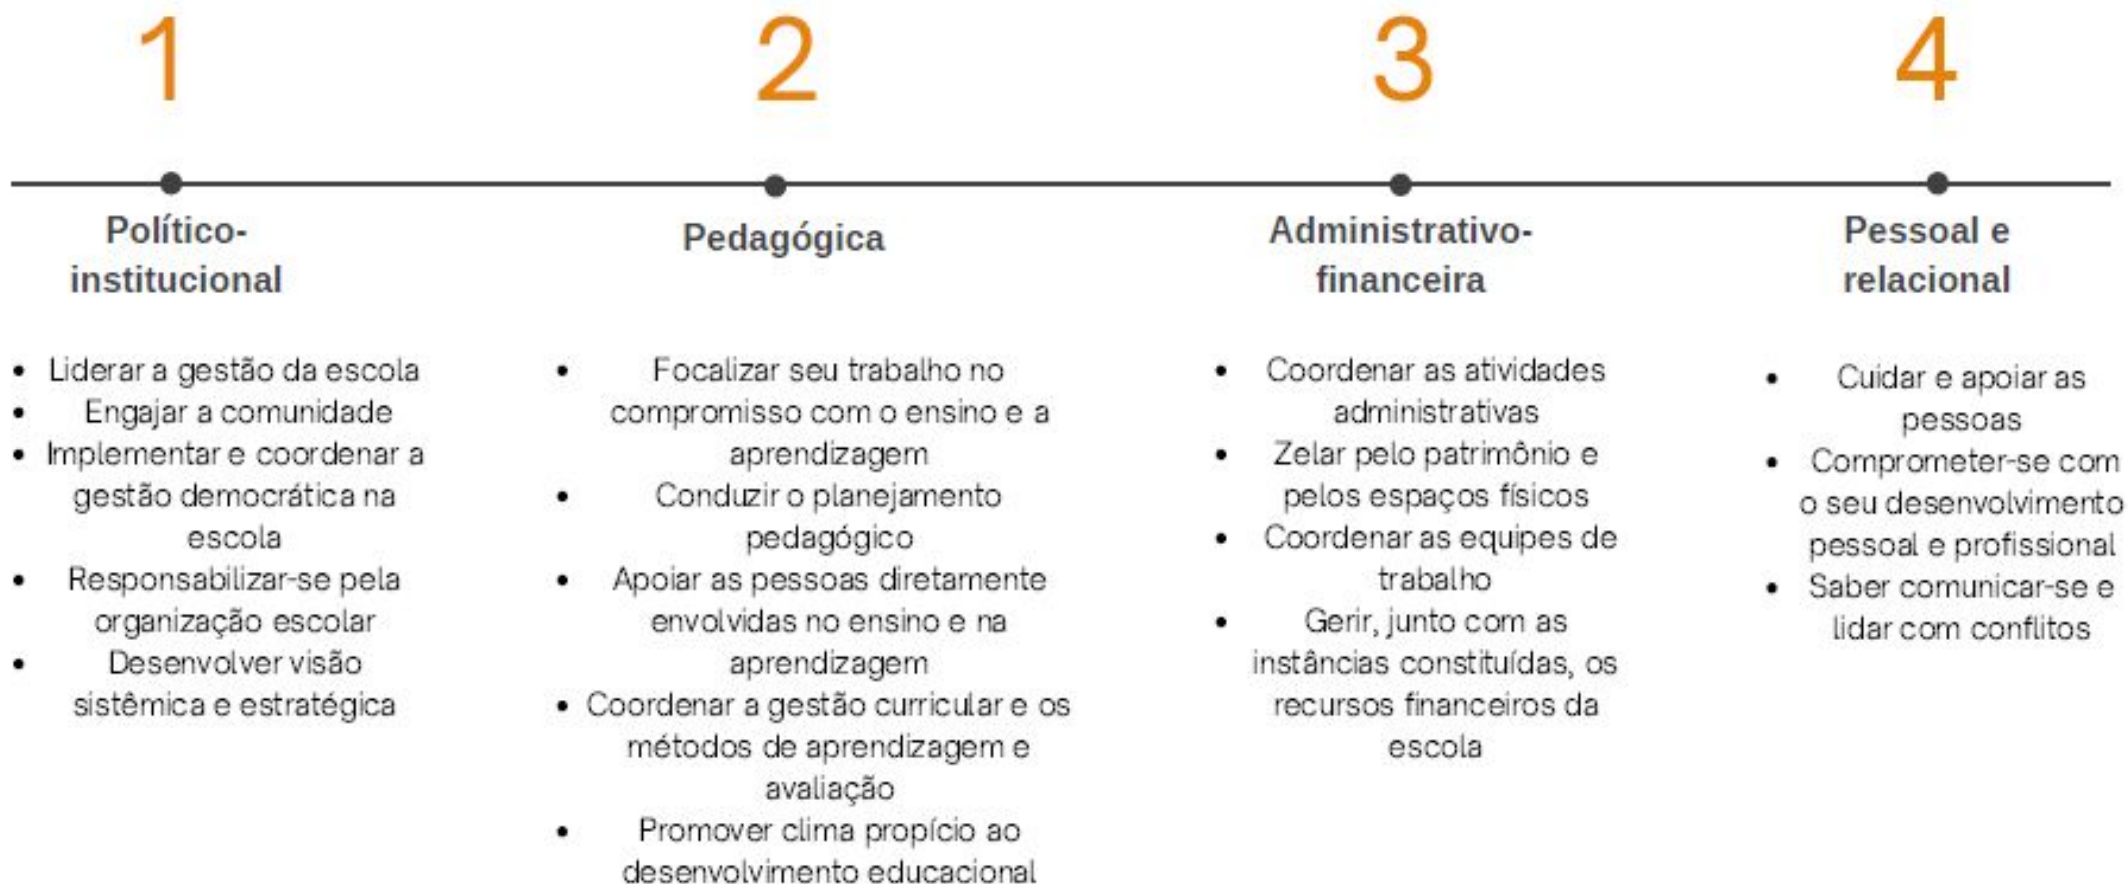 1
Político-
institucional
• Liderar a gestão da escola
• Engajar a comunidade
• Implementar e coordenar a
gestão democrática na
escola
• Responsabilizar-se pela
organização escolar
• Desenvolver visão
sistêmica e estratégica
2
Pedagógica
• Focalizar seu trabalho no
compromisso com o ensino e a
aprendizagem
• Conduzir o planejamento
pedagógico
• Apoiar as pessoas diretamente
envolvidas no ensino e na
aprendizagem
• Coordenar a gestão curricular e os
métodos de aprendizagem e
avaliação
• Promover clima propício ao
desenvolvimento educacional
3
Administrativo-
financeira
• Coordenar as atividades
administrativas
• Zelar pelo patrimônio e
pelos espaços físicos
• Coordenar as equipes de
trabalho
• Gerir, junto com as
instâncias constituídas, os
recursos financeiros da
escola
4
Pessoal e
relacional
• Cuidar e apoiar as
pessoas
• Comprometer-se com
o seu desenvolvimento
pessoal e profissional
• Saber comunicar-se e
lidar com conflitos